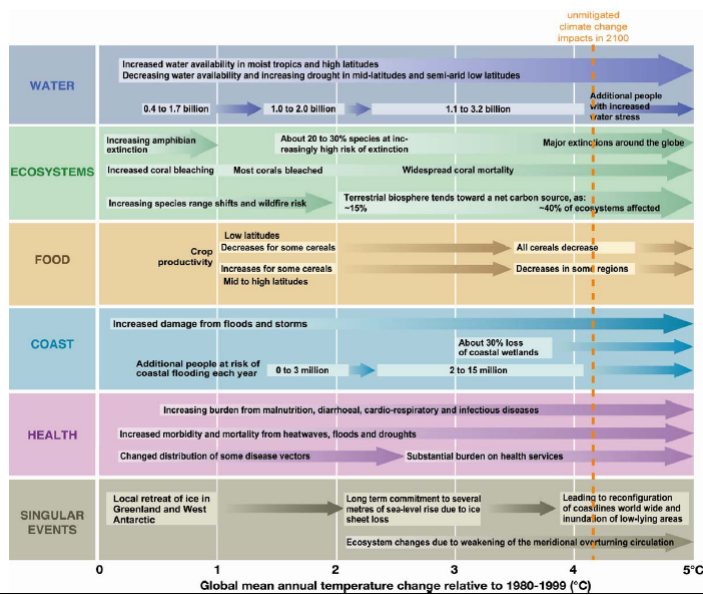 unmitigated
climate change
impacts in 2100
WATER
Increased water availability in moist tropics and high latitudes
Decreasing water availability and increasing drought in mid-latitudes and semi-arid low latitudes
0.4 to 1.7 billion
1.0 to 2.0 billion
1.1 to 3.2 billion
Additional people
with increased
water stress
ECOSYSTEMS
Increasing amphibian
extinction
About 20 to 30% species at inc-
reasingly high risk of extinction
Major extinctions around the globe
Increased coral bleaching
Most corals bleached
Widespread coral mortality
Increasing species range shifts and wildfire risk
Terrestrial biosphere tends toward a net carbon source, as:
~15%
~40% of ecosystems affected
FOOD
Crop
productivity
Low latitudes
Decreases for some cereals
All cereals decrease
Increases for some cereals
Mid to high latitudes
Decreases in some regions
COAST
Increased damage from floods and storms
About 30% loss
of coastal wetlands
Additional people at risk of
coastal flooding each year
0 to 3 million
2 to 15 million
HEALTH
Increasing burden from malnutrition, diarrhoeal, cardio-respiratory and infectious diseases
Increased morbidity and mortality from heatwaves, floods and droughts
Changed distribution of some disease vectors
Substantial burden on health services
SINGULAR
EVENTS
Local retreat of ice in
Greenland and West
Antarctic
Long term commitment to several
metres of sea-level rise due to ice
sheet loss
Leading to reconfiguration
of coastlines world wide and
inundation of low-lying areas
Ecosystem changes due to weakening of the meridional overturning circulation
0 1 2 3 4 5°C
Global mean annual temperature change relative to 1980-1999 (°C)